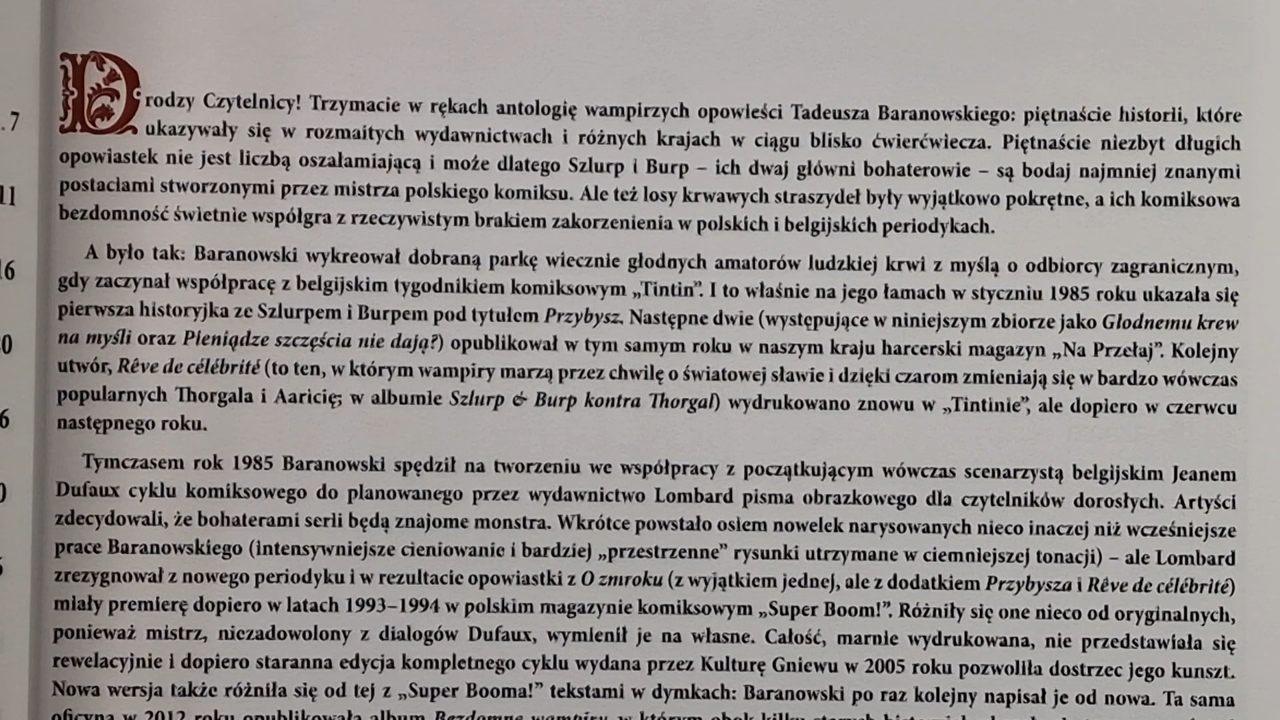 Drodzy Czytelnicy! Trzymacie w rękach antologię wampirzych opowieści Tadeusza Baranowskiego: piętnaście historii, które
ukazywały się w rozmaitych wydawnictwach i różnych krajach w ciągu blisko ćwierćwiecza. Piętnaście niezbyt długich
opowiastek nie jest liczbą oszałamiającą i może dlatego Szlurp i Burp – ich dwaj główni bohaterowie – są bodaj najmniej znanymi
postaciami stworzonymi przez mistrza polskiego komiksu. Ale też losy krwawych straszydeł były wyjątkowo pokrętne, a ich komiksowa
bezdomność świetnie współgra z rzeczywistym brakiem zakorzenienia w polskich i belgijskich periodykach.
A było tak: Baranowski wykreował dobraną parkę wiecznie głodnych amatorów ludzkiej krwi z myślą o odbiorcy zagranicznym,
gdy zaczynał współpracę z belgijskim tygodnikiem komiksowym „Tintin”. I to właśnie na jego łamach w styczniu 1985 roku ukazała się
pierwsza historyjka ze Szlurpem i Burpem pod tytułem Przybysz. Następne dwie (występujące w niniejszym zbiorze jako Głodnemu krew
na myśli oraz Pieniądze szczęścia nie dają?) opublikował w tym samym roku w naszym kraju harcerski magazyn „Na Przełaj”. Kolejny
utwór, Rêve de célébrité (to ten, w którym wampiry marzą przez chwilę o światowej sławie i dzięki czarom zmieniają się w bardzo wówczas
popularnych Thorgala i Aaricię; w albumie Szlurp & Burp kontra Thorgal) wydrukowano znowu w „Tintinie”, ale dopiero w czerwcu
następnego roku.
Tymczasem rok 1985 Baranowski spędził na tworzeniu we współpracy z początkującym wówczas scenarzystą belgijskim Jeanem
Dufaux cyklu komiksowego do planowanego przez wydawnictwo Lombard pisma obrazkowego dla czytelników dorosłych. Artyści
zdecydowali, że bohaterami serii będą znajome monstra. Wkrótce powstało osiem nowelek narysowanych nieco inaczej niż wcześniejsze
prace Baranowskiego (intensywniejsze cieniowanie i bardziej „przestrzenne” rysunki utrzymane w ciemniejszej tonacji) – ale Lombard
zrezygnował z nowego periodyku i w rezultacie opowiastki z O zmroku (z wyjątkiem jednej, ale z dodatkiem Przybysza i Rêve de célébrité)
miały premierę dopiero w latach 1993–1994 w polskim magazynie komiksowym „Super Boom!”. Różniły się one nieco od oryginalnych,
ponieważ mistrz, niezadowolony z dialogów Dufaux, wymienił je na własne. Całość, marnie wydrukowana, nie przedstawiała się
rewelacyjnie i dopiero staranna edycja kompletnego cyklu wydana przez Kulturę Gniewu w 2005 roku pozwoliła dostrzec jego kunszt.
Nowa wersja także różniła się od tej z „Super Booma!” tekstami w dymkach: Baranowski po raz kolejny napisał je od nowa. Ta sama
oficyna w 2012 roku opublikowała album Bezdomne wampiry, w którym obok kilku starych
.7
11
16